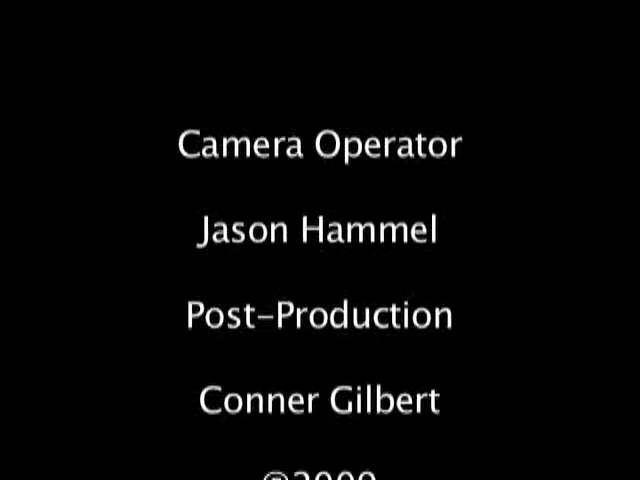 Camera Operator
Jason Hammel
Post-Production
Conner Gilbert